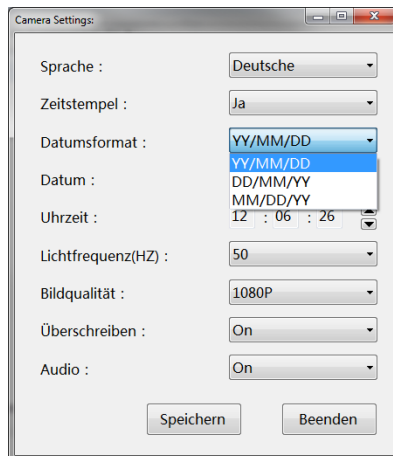 Camera Settings:
Sprache : Deutsche
Zeitstempel : Ja
Datumsformat : YY/MM/DD
YY/MM/DD
Datum : DD/MM/YY
MM/DD/YY
Uhrzeit : 12 : 06 : 26
Lichtfrequenz(HZ) : 50
Bildqualität : 1080P
Überschreiben : On
Audio : On
Speichern Beenden